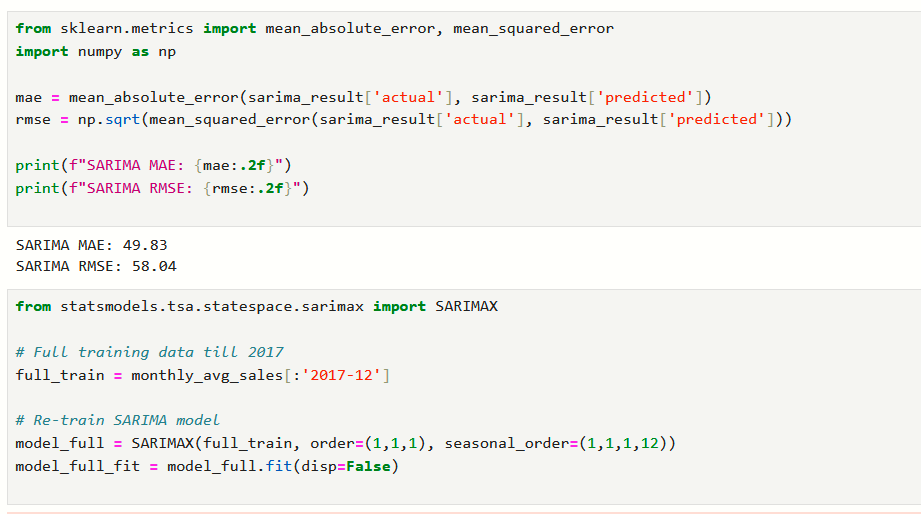 from sklearn.metrics import mean_absolute_error, mean_squared_error
import numpy as np
mae = mean_absolute_error(sarima_result['actual'], sarima_result['predicted'])
rmse = np.sqrt(mean_squared_error(sarima_result['actual'], sarima_result['predicted']))
print(f"SARIMA MAE: {mae:.2f}")
print(f"SARIMA RMSE: {rmse:.2f}")
SARIMA MAE: 49.83
SARIMA RMSE: 58.04
from statsmodels.tsa.statespace.sarimax import SARIMAX
# Full training data till 2017
full_train = monthly_avg_sales[:'2017-12']
# Re-train SARIMA model
model_full = SARIMAX(full_train, order=(1,1,1), seasonal_order=(1,1,1,12))
model_full_fit = model_full.fit(disp=False)